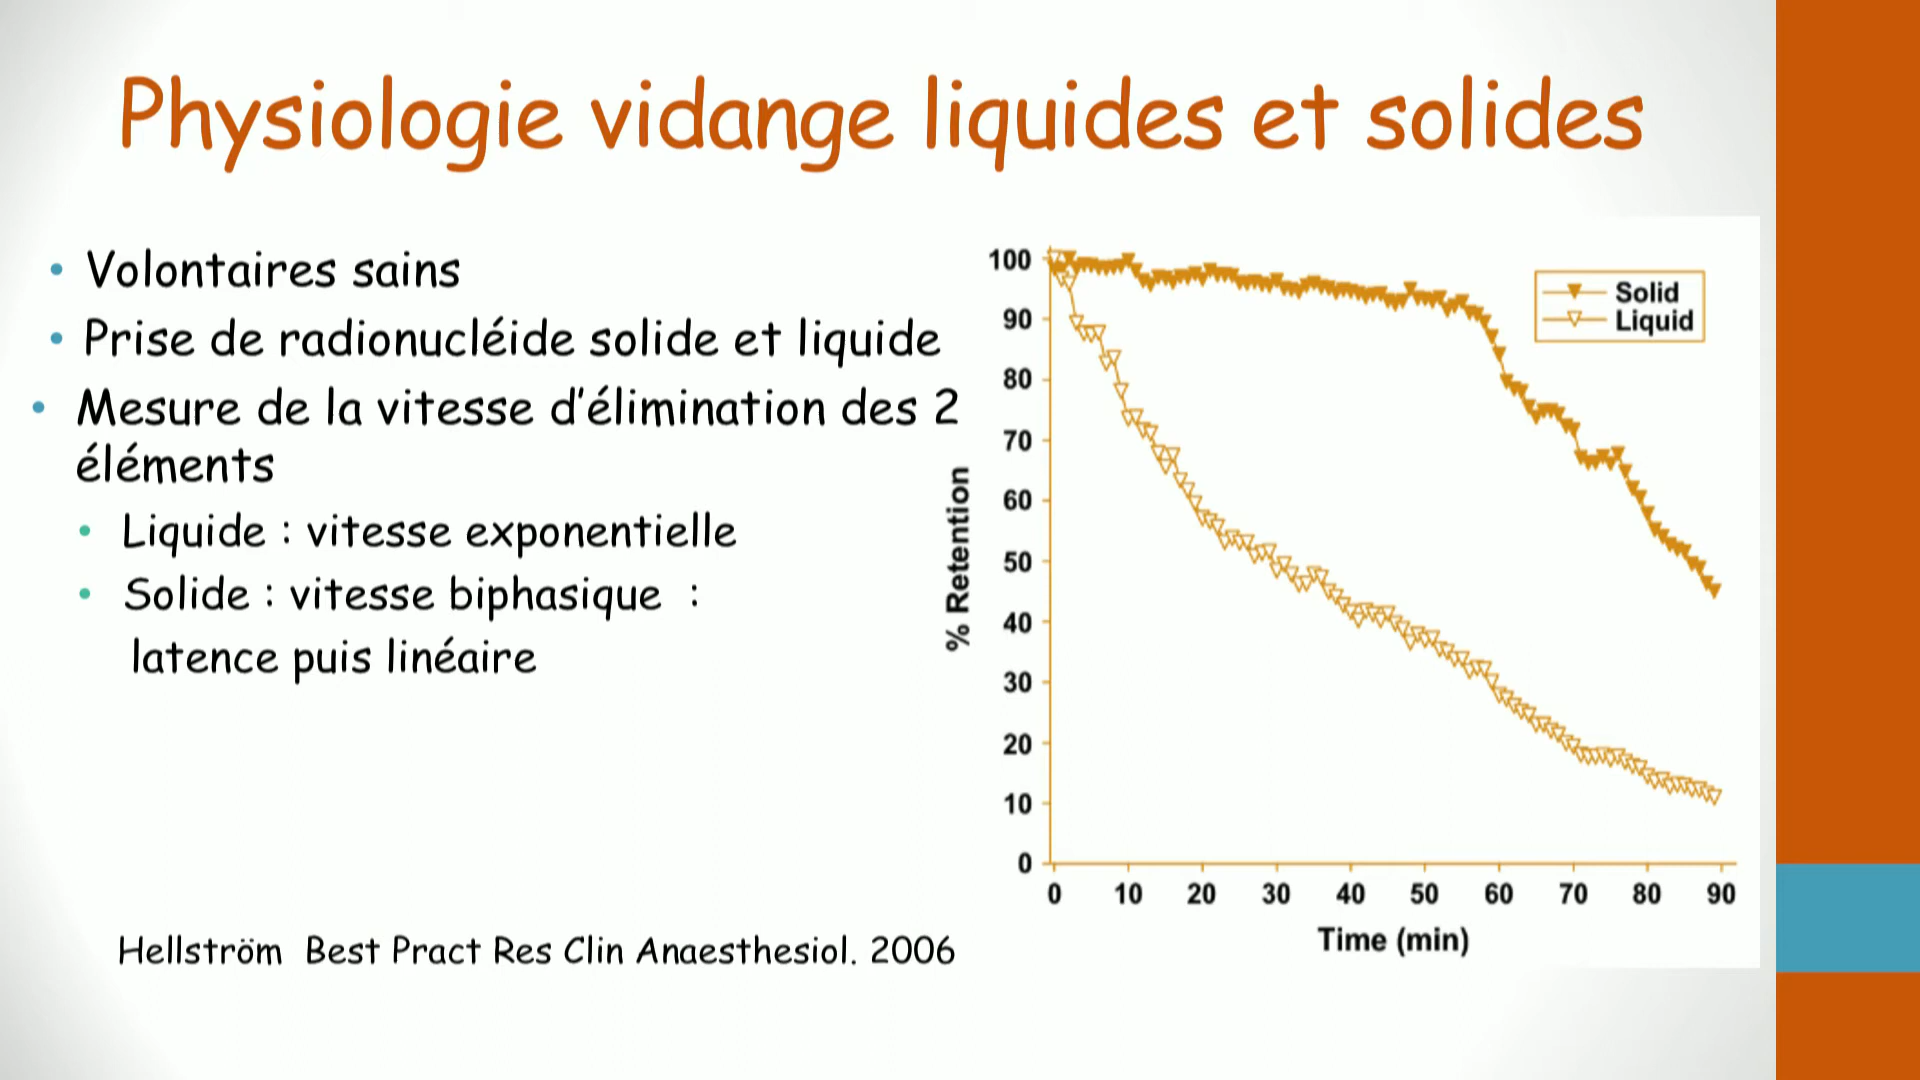 Physiologie vidange liquides et solides
• Volontaires sains
• Prise de radionucléide solide et liquide
• Mesure de la vitesse d'élimination des 2
éléments
• Liquide : vitesse exponentielle
• Solide : vitesse biphasique :
latence puis linéaire
Hellström Best Pract Res Clin Anaesthesiol. 2006
% Retention
100
90
80
70
60
50
40
30
20
10
0
Solid
Liquid
0 10 20 30 40 50 60 70 80 90
Time (min)